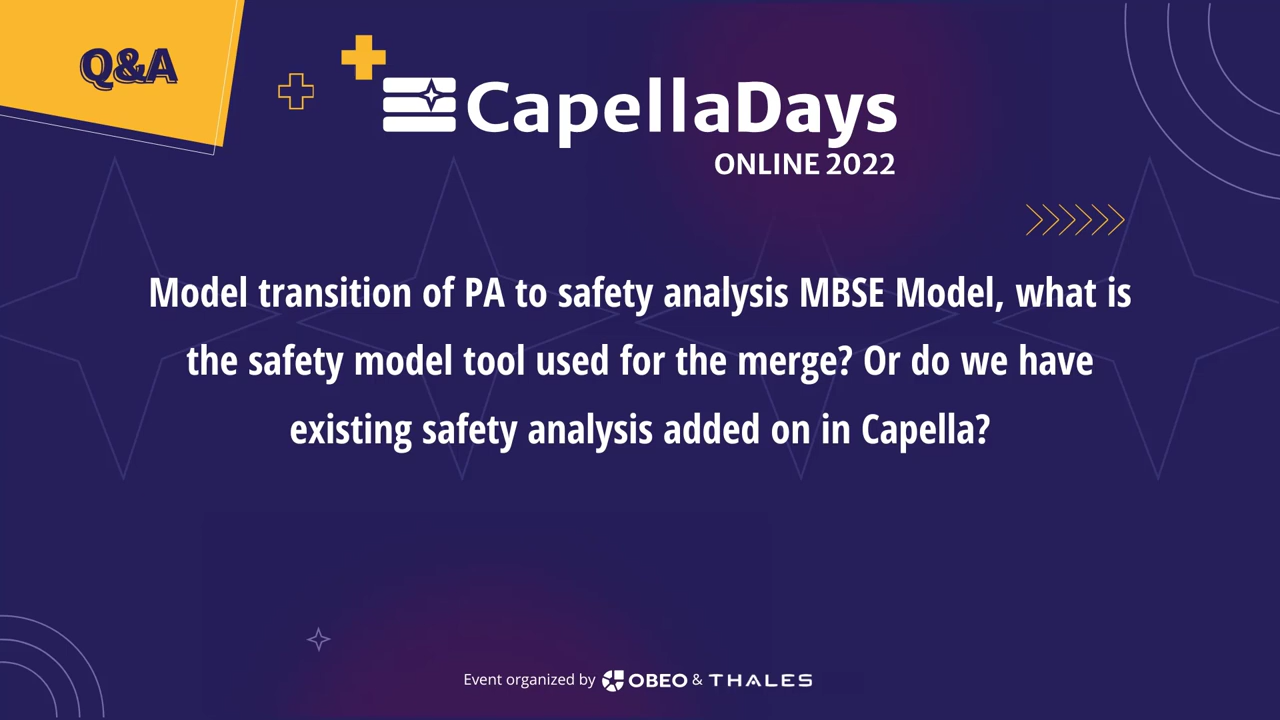 Q&A
CapellaDays
ONLINE 2022
Model transition of PA to safety analysis MBSE Model, what is
the safety model tool used for the merge? Or do we have
existing safety analysis added on in Capella?
Event organized by OBEO & THALES